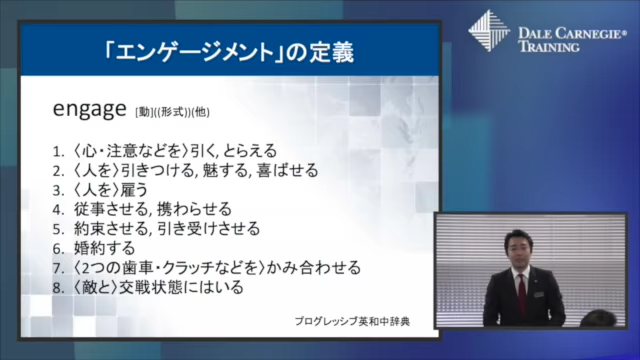 「エンゲージメント」の定義
DALE CARNEGIE®
TRAINING
engage [動]((形式))(他)
1. 〈心・注意などを〉引く, とらえる
2. 〈人を〉引きつける, 魅する, 喜ばせる
3. 〈人を〉雇う
4. 従事させる, 携わらせる
5. 約束させる, 引き受けさせる
6. 婚約する
7. 〈2つの歯車・クラッチなどを〉かみ合わせる
8. 〈敵と〉交戦状態にはいる
プログレッシブ英和中辞典